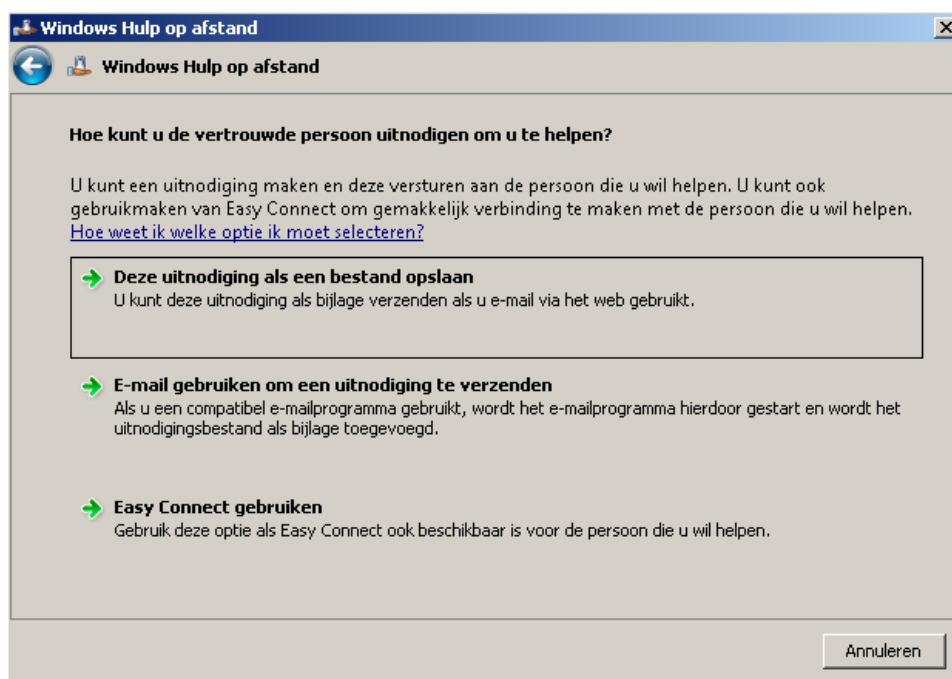 Windows Hulp op afstand
Windows Hulp op afstand
Hoe kunt u de vertrouwde persoon uitnodigen om u te helpen?
U kunt een uitnodiging maken en deze versturen aan de persoon die u wil helpen. U kunt ook
gebruikmaken van Easy Connect om gemakkelijk verbinding te maken met de persoon die u wil helpen.
Hoe weet ik welke optie ik moet selecteren?
Deze uitnodiging als een bestand opslaan
U kunt deze uitnodiging als bijlage verzenden als u e-mail via het web gebruikt.
E-mail gebruiken om een uitnodiging te verzenden
Als u een compatibel e-mailprogramma gebruikt, wordt het e-mailprogramma hierdoor gestart en wordt het
uitnodigingsbestand als bijlage toegevoegd.
Easy Connect gebruiken
Gebruik deze optie als Easy Connect ook beschikbaar is voor de persoon die u wil helpen.
Annuleren